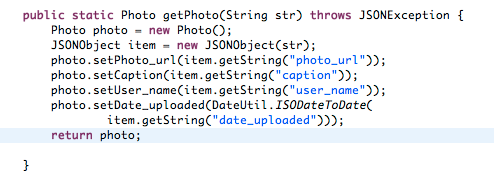 public static Photo getPhoto(String str) throws JSONException {
    Photo photo = new Photo();
    JSONObject item = new JSONObject(str);
    photo.setPhoto_url(item.getString("photo_url"));
    photo.setCaption(item.getString("caption"));
    photo.setUser_name(item.getString("user_name"));
    photo.setDate_uploaded(DateUtil.ISODateToDate(
            item.getString("date_uploaded")));
    return photo;
}